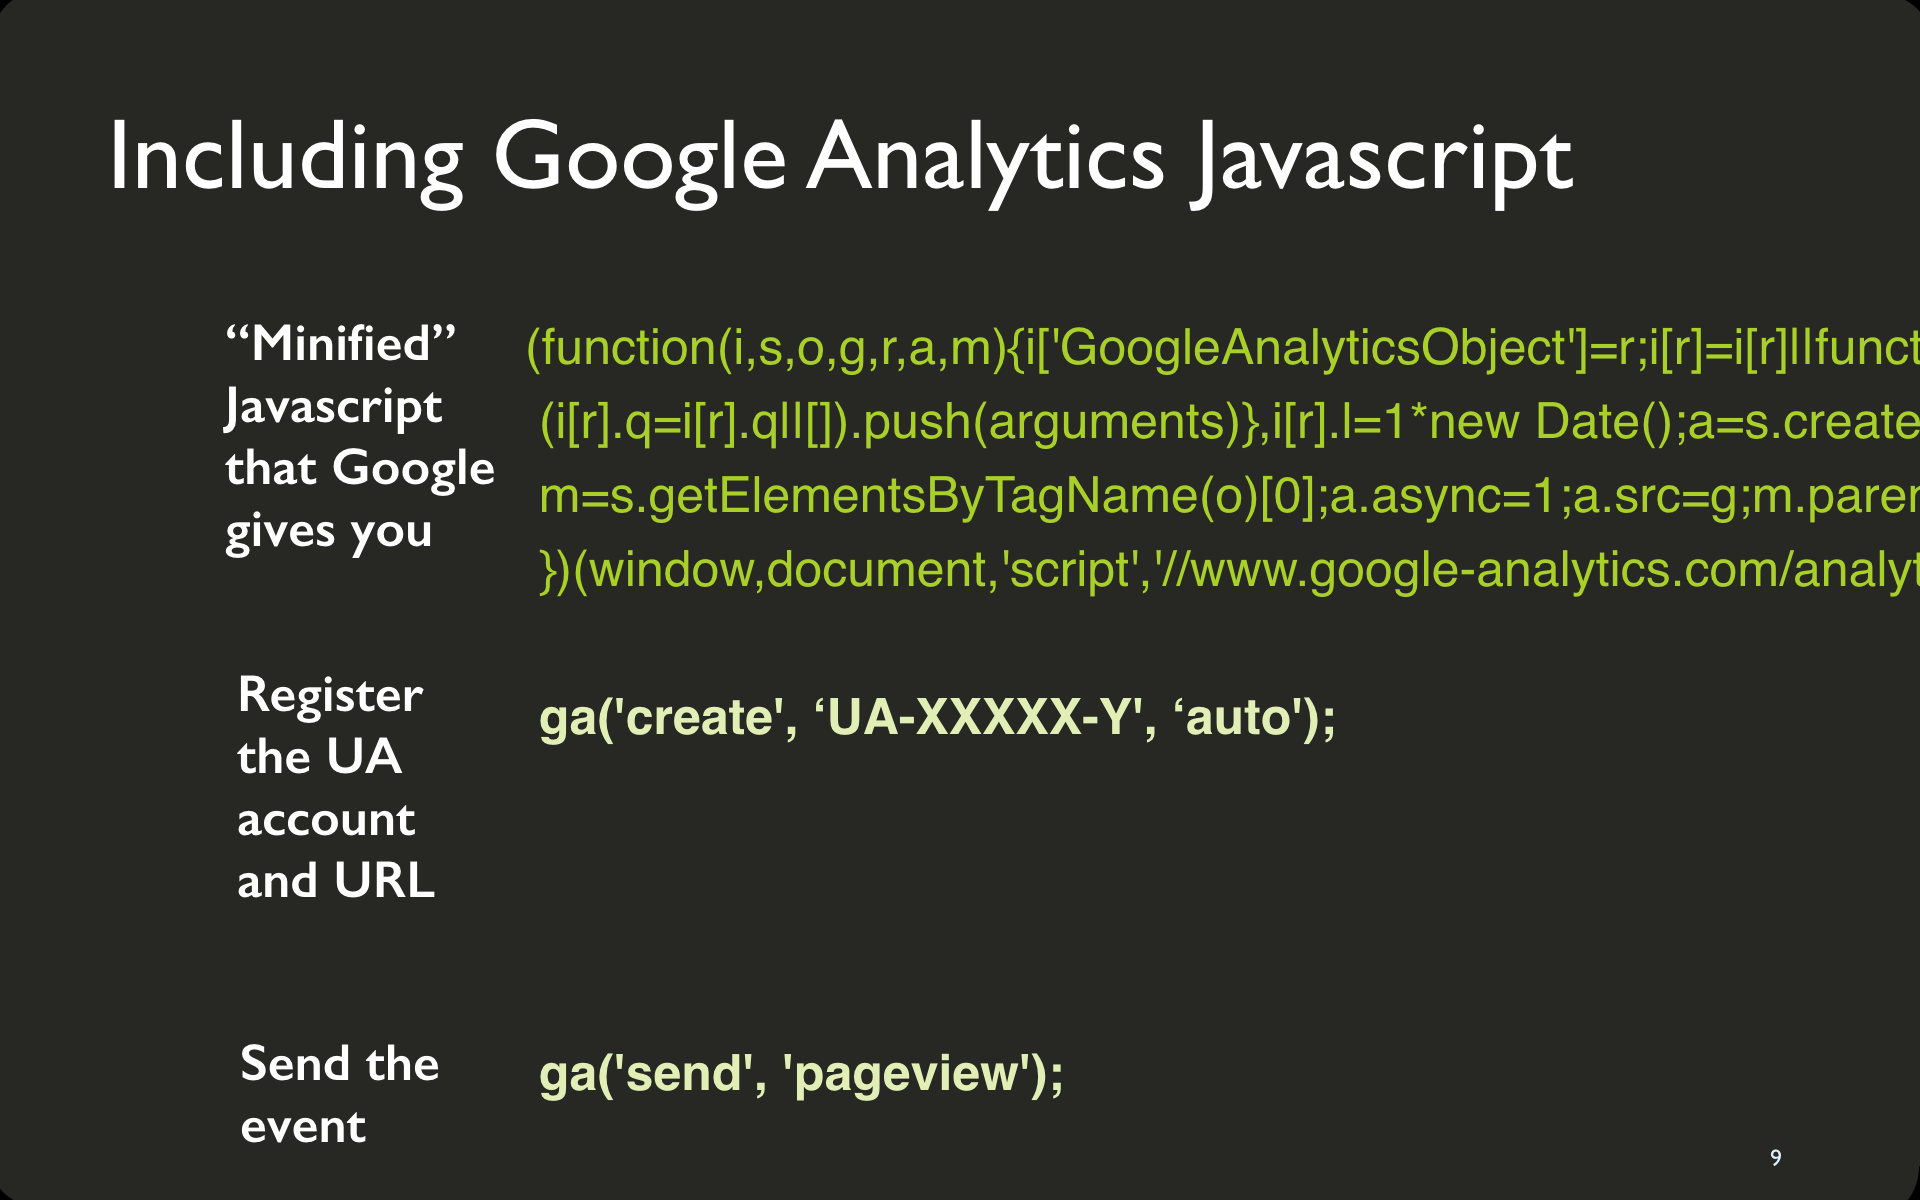 Including Google Analytics Javascript
“Minified”
Javascript
that Google
gives you
(function(i,s,o,g,r,a,m){i['GoogleAnalyticsObject']=r;i[r]=i[r]||funct
(i[r].q=i[r].q||[]).push(arguments)},i[r].l=1*new Date();a=s.create
m=s.getElementsByTagName(o)[0];a.async=1;a.src=g;m.paren
})(window,document,'script','//www.google-analytics.com/analyt
Register
the UA
account
and URL
ga('create', ‘UA-XXXXX-Y', ‘auto');
Send the
event
ga('send', 'pageview');
9